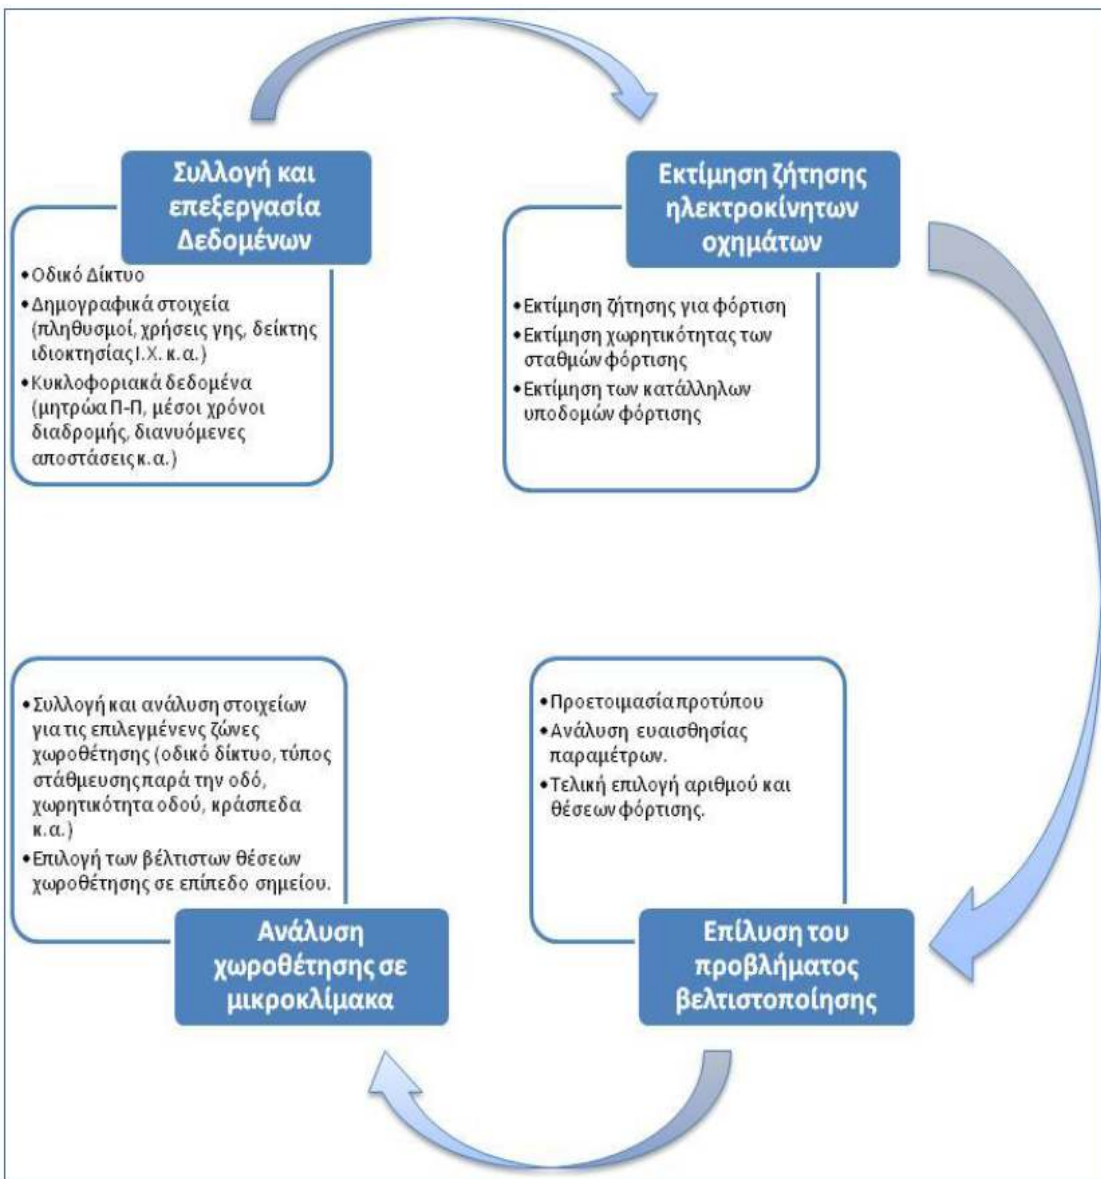 Συλλογή και
επεξεργασία
Δεδομένων
•Οδικό Δίκτυο
•Δημογραφικά στοιχεία
(πληθυσμοί, χρήσεις γης, δείκτης
ιδιοκτησίας Ι.Χ. κ.α.)
•Κυκλοφοριακά δεδομένα
(μητρώα Π-Π, μέσοι χρόνοι
διαδρομής, διανυόμενες
αποστάσεις κ.α.)
Εκτίμηση ζήτησης
ηλεκτροκίνητων
οχημάτων
•Εκτίμηση ζήτησης για φόρτιση
•Εκτίμηση χωρητικότητας των
σταθμών φόρτισης
•Εκτίμηση των κατάλληλων
υποδομών φόρτισης
•Προετοιμασία προτύπου
•Ανάλυση ευαισθησίας
παραμέτρων.
•Τελική επιλογή αριθμού και
θέσεων φόρτισης.
Επίλυση του
προβλήματος
βελτιστοποίησης
•Συλλογή και ανάλυση στοιχείων
για τις επιλεγμένενς ζώνες
χωροθέτησης (οδικό δίκτυο, τύπος
στάθμευσης παρά την οδό,
χωρητικότητα οδού, κράσπεδα
κ.α.)
•Επιλογή των βέλτιστων θέσεων
χωροθέτησης σε επίπεδο σημείου.
Ανάλυση
χωροθέτησης σε
μικροκλίμακα